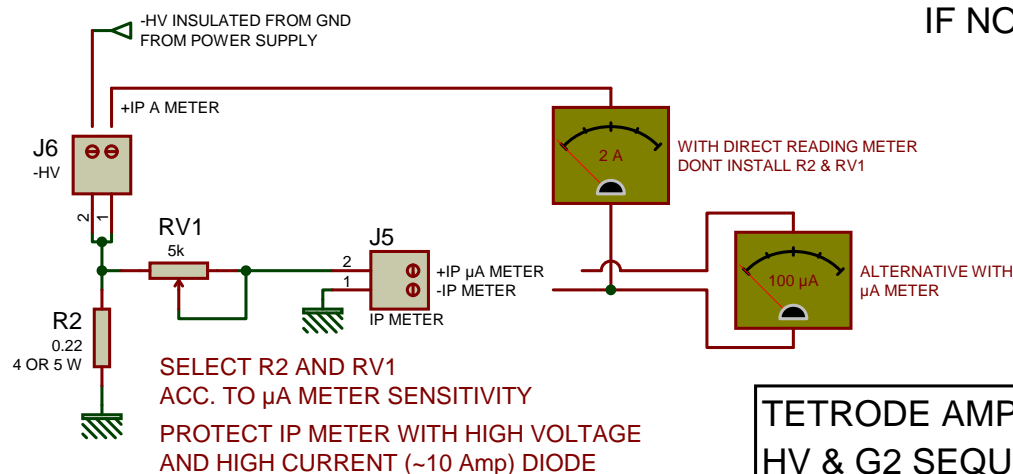 -HV INSULATED FROM GND
FROM POWER SUPPLY
IF NO
+IP A METER
J6
-HV
2
1
2 A
WITH DIRECT READING METER
DONT INSTALL R2 & RV1
RV1
5k
J5
2
1
+IP µA METER
-IP METER
IP METER
100 µA
ALTERNATIVE WITH
µA METER
R2
0.22
4 OR 5 W
SELECT R2 AND RV1
ACC. TO µA METER SENSITIVITY
PROTECT IP METER WITH HIGH VOLTAGE
AND HIGH CURRENT (~10 Amp) DIODE
TETRODE AMP
HV & G2 SEQU